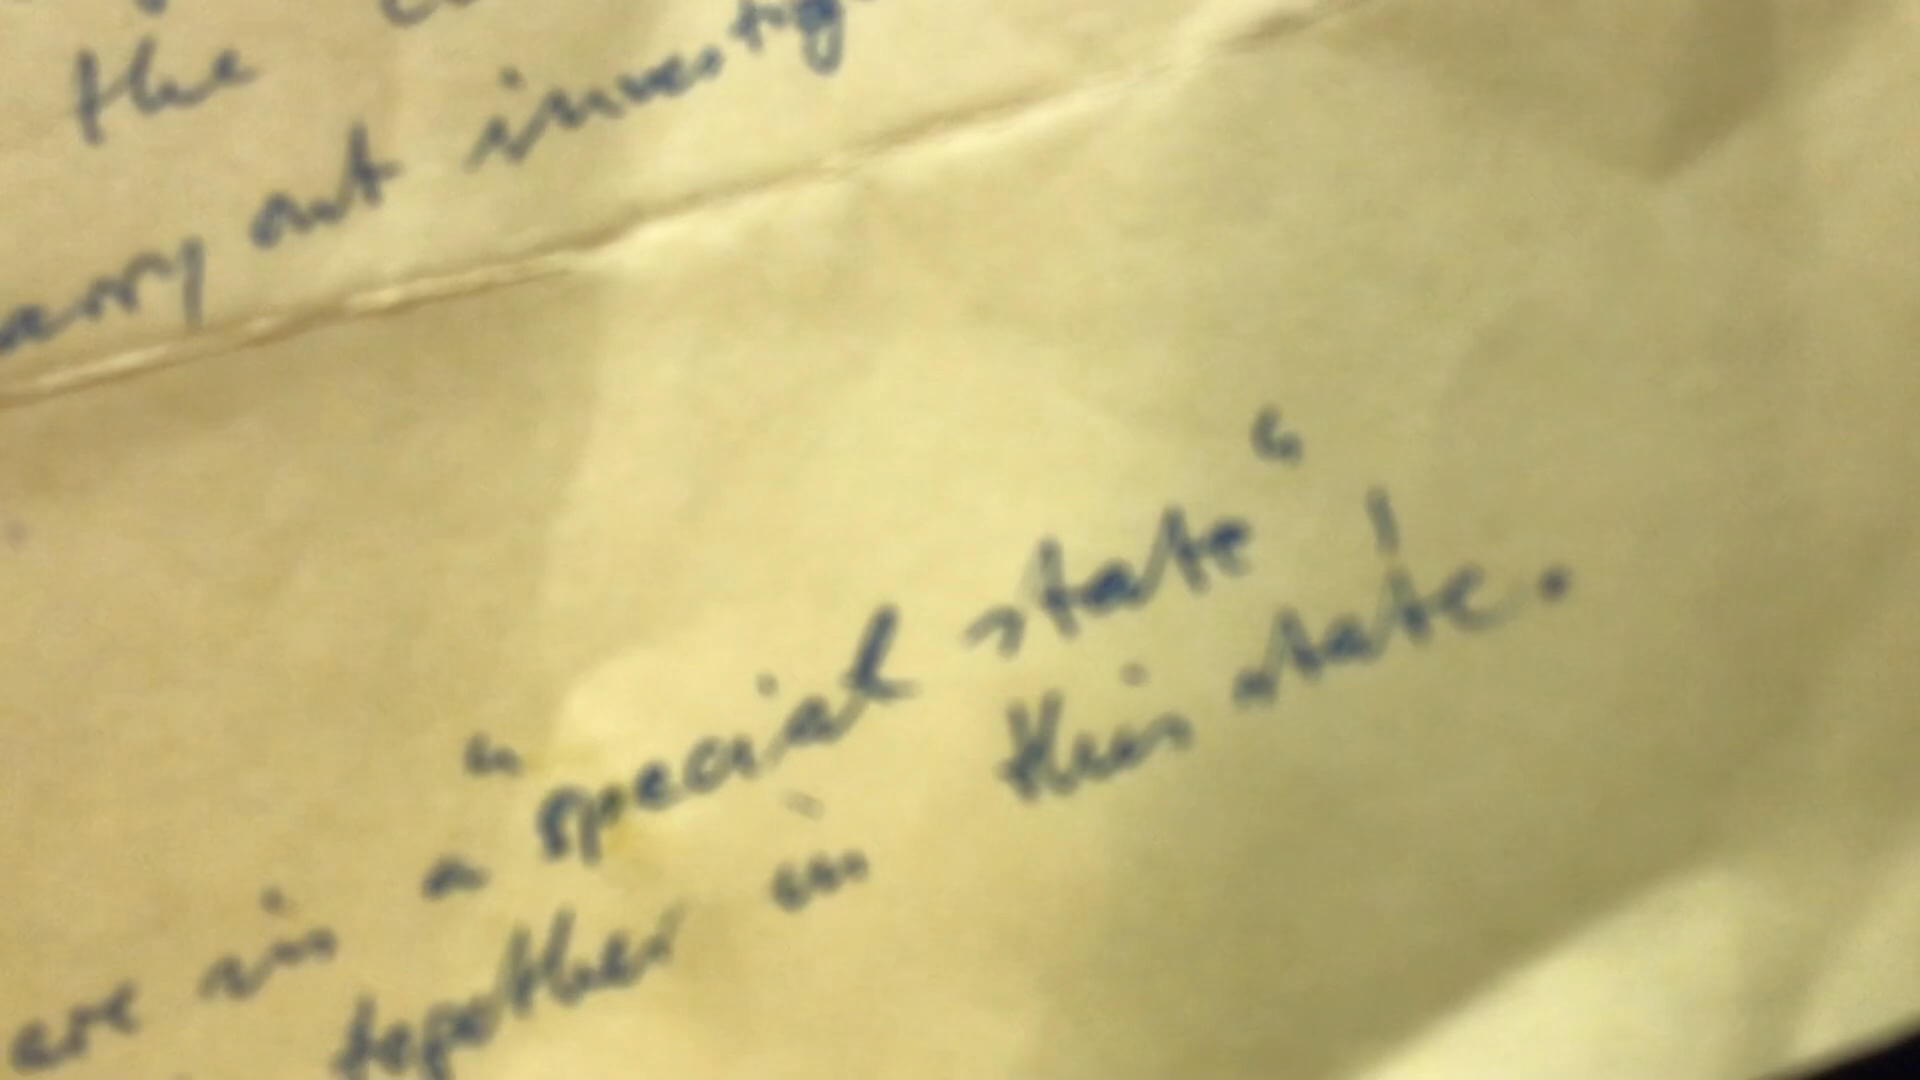 the
carry out investig
are in a "special state"
together in this state.